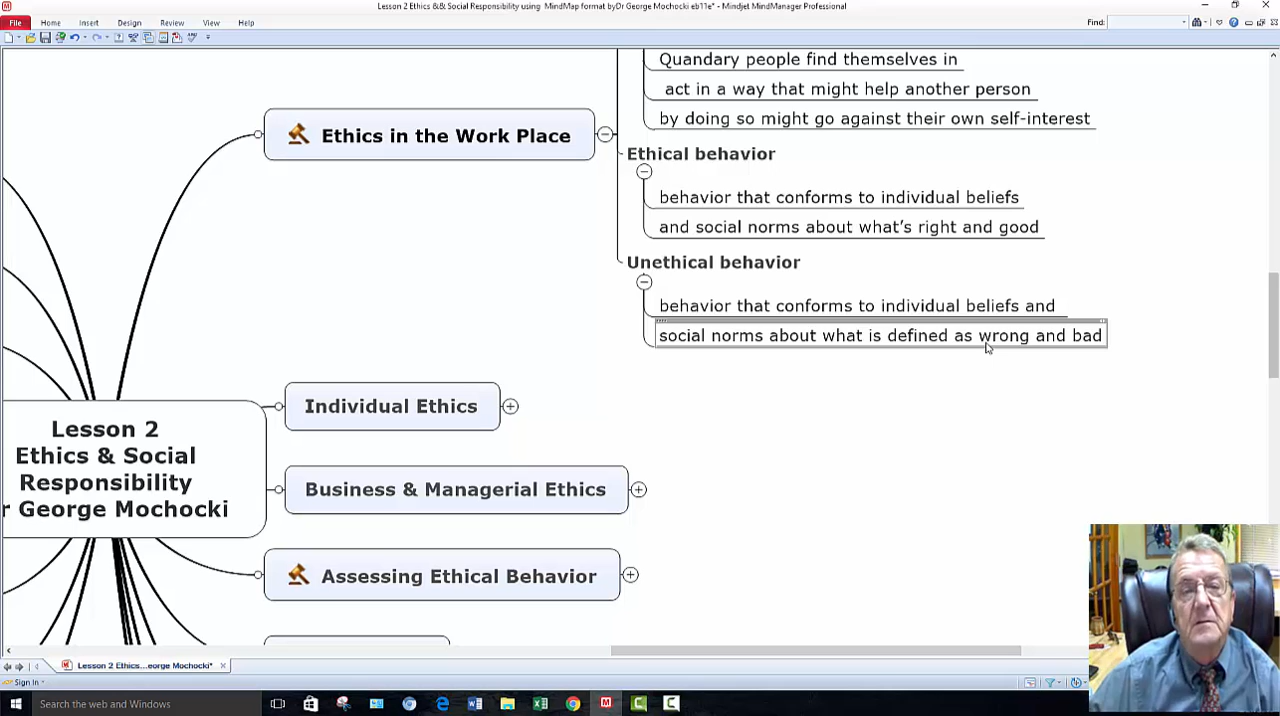 Lesson 2 Ethics && Social Responsibility using MindMap format byDr George Mochocki eb11e* - Mindjet MindManager Professional
File Home Insert Design Review View Help Find:
Quandary people find themselves in
act in a way that might help another person
by doing so might go against their own self-interest
Ethics in the Work Place
Ethical behavior
behavior that conforms to individual beliefs
and social norms about what's right and good
Unethical behavior
behavior that conforms to individual beliefs and
social norms about what is defined as wrong and bad
Individual Ethics
Lesson 2
Ethics & Social
Responsibility
r George Mochocki
Business & Managerial Ethics
Assessing Ethical Behavior
Lesson 2 Ethics...eorge Mochocki*
Sign In
Search the web and Windows